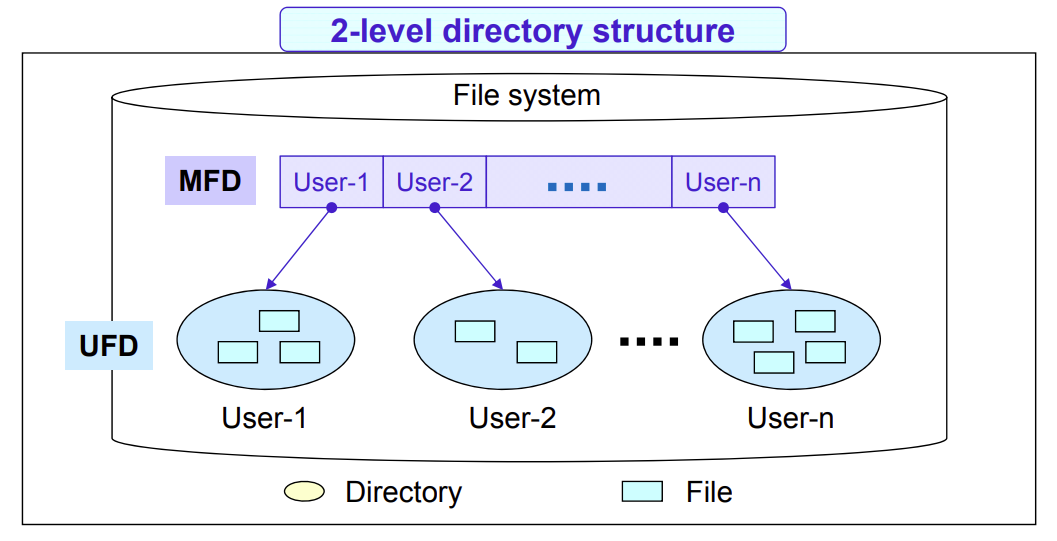 2-level directory structure
File system
MFD
User-1 User-2 .... User-n
UFD
....
User-1 User-2 User-n
Directory File